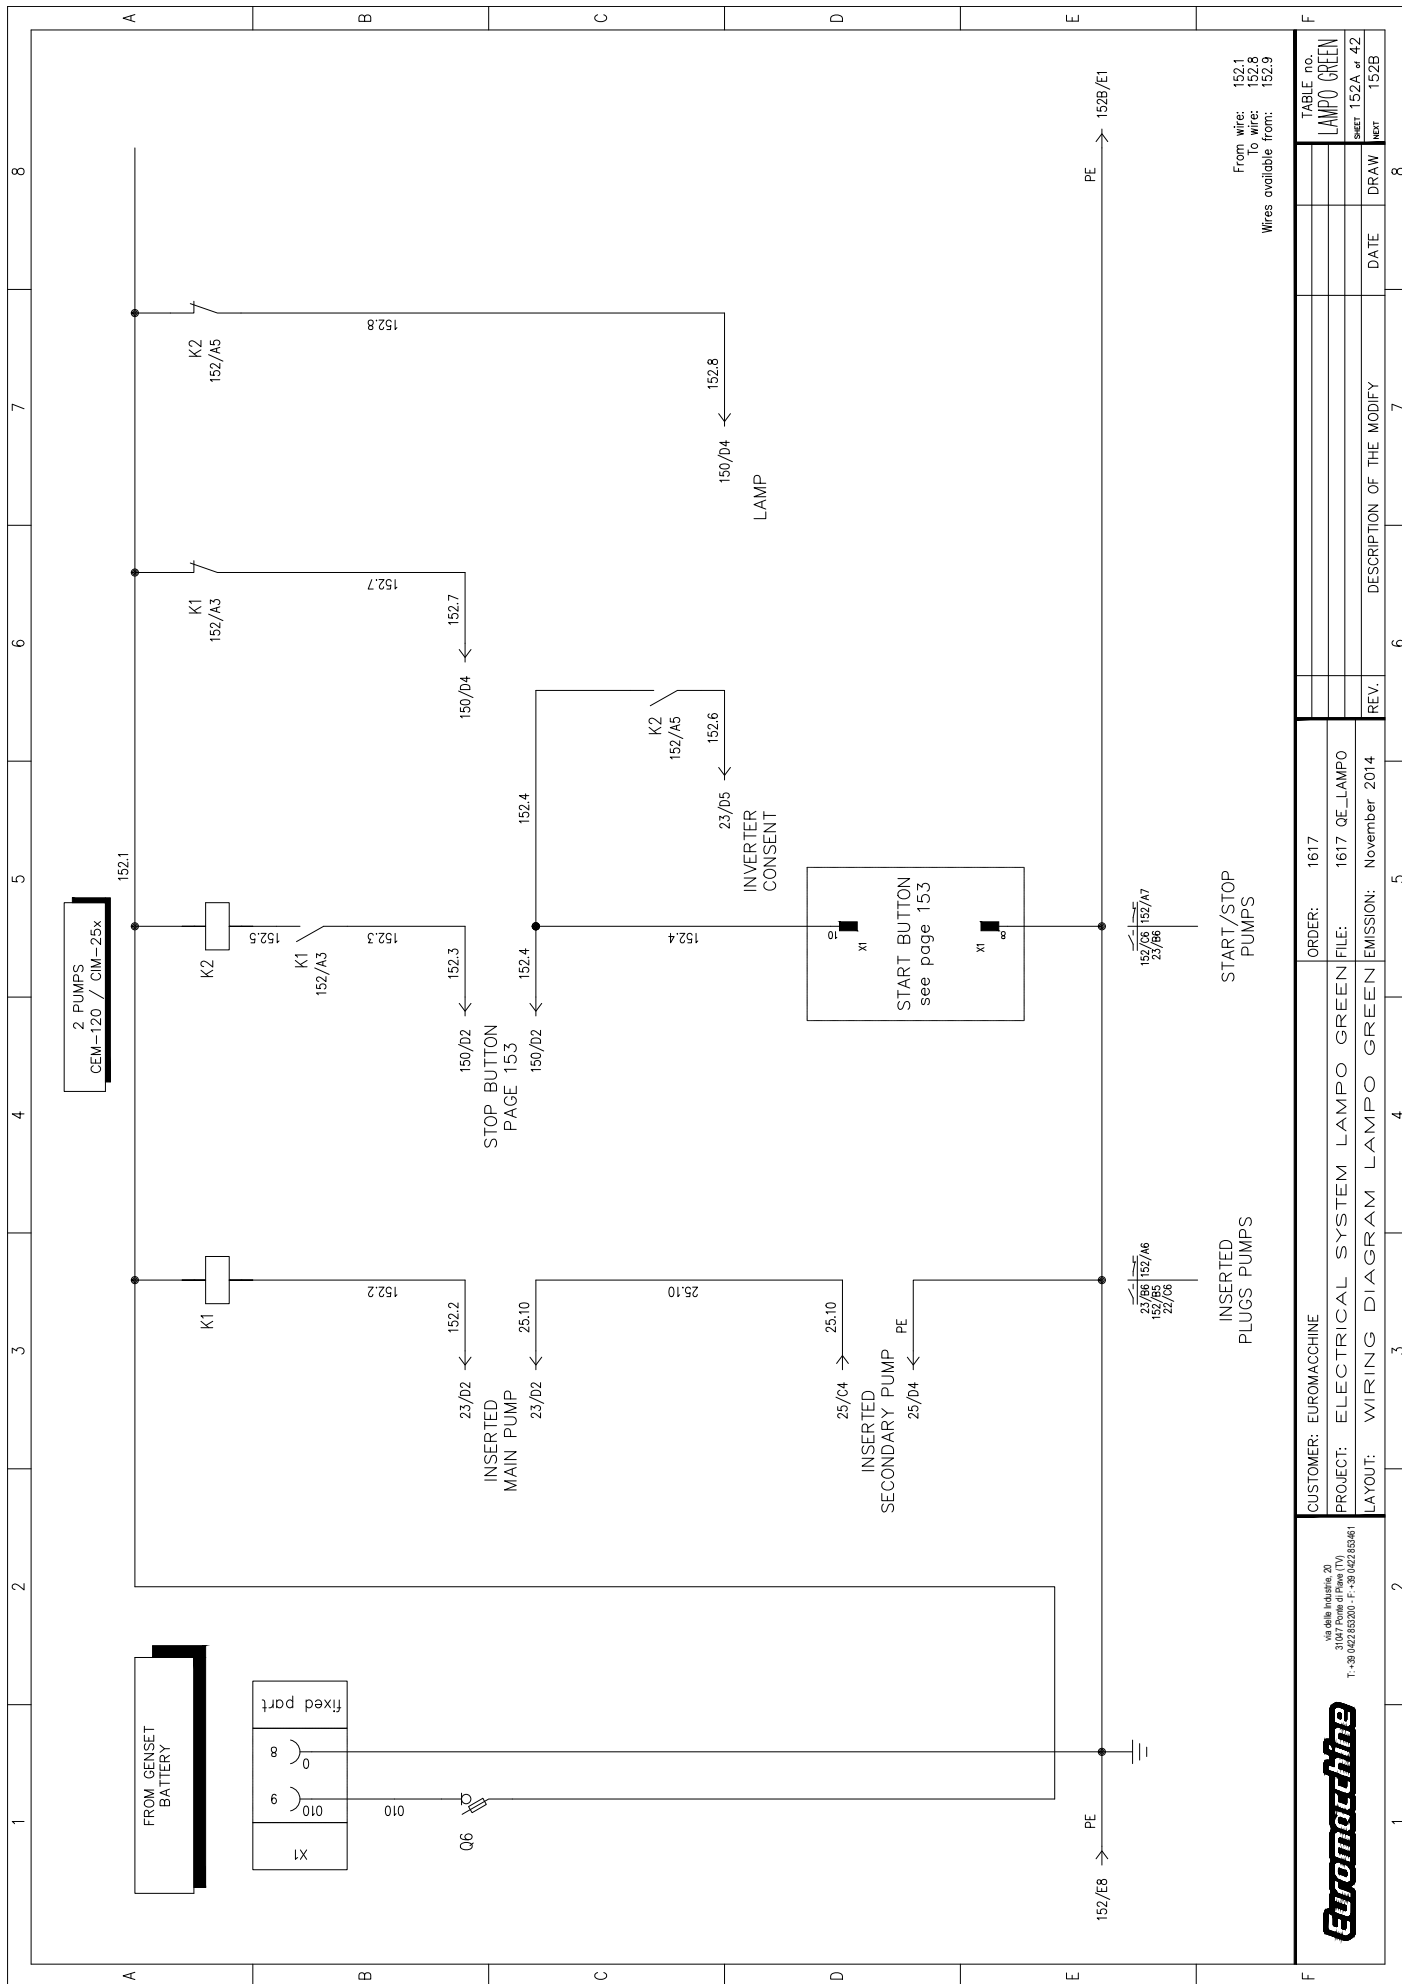 1
2
3
4
5
6
7
8
A
B
C
D
E
F
FROM GENSET
BATTERY
X1
9
8
fixed part
010
0
010
Q6
152/E8
PE
2 PUMPS
CEM-120 / CIM-25x
152.1
K1
152.2
152.2
23/D2
INSERTED
MAIN PUMP
25.10
23/D2
25.10
25.10
25/C4
INSERTED
SECONDARY PUMP
PE
25/D4
23/B6
152/A6
152/B5
22/C6
INSERTED
PLUGS PUMPS
K2
152.5
K1
152/A3
152.3
152.3
150/D2
STOP BUTTON
PAGE 153
152.4
150/D2
152.4
152.4
K2
152/A5
152.6
23/D5
INVERTER
CONSENT
10
X1
START BUTTON
see page 153
X1
8
152/C6
152/A7
23/B6
START/STOP
PUMPS
K1
152/A3
152.7
152.7
150/D4
K2
152/A5
152.8
152.8
150/D4
LAMP
PE
152B/E1
From wire: 152.1
To wire: 152.8
Wires available from: 152.9
Euromacchine
via delle Industrie, 20
31047 Ponte di Piave (TV)
T.:+39 0422 853200 - F.:+39 0422 853461
CUSTOMER: EUROMACCHINE
ORDER: 1617
PROJECT: ELECTRICAL SYSTEM LAMPO GREEN
FILE: 1617 QE_LAMPO
LAYOUT: WIRING DIAGRAM LAMPO GREEN
EMISSION: November 2014
REV.
DESCRIPTION OF THE MODIFY
DATE
DRAW
TABLE no.
LAMPO GREEN
SHEET 152A of 42
NEXT 152B
A
B
C
D
E
F
1
2
3
4
5
6
7
8